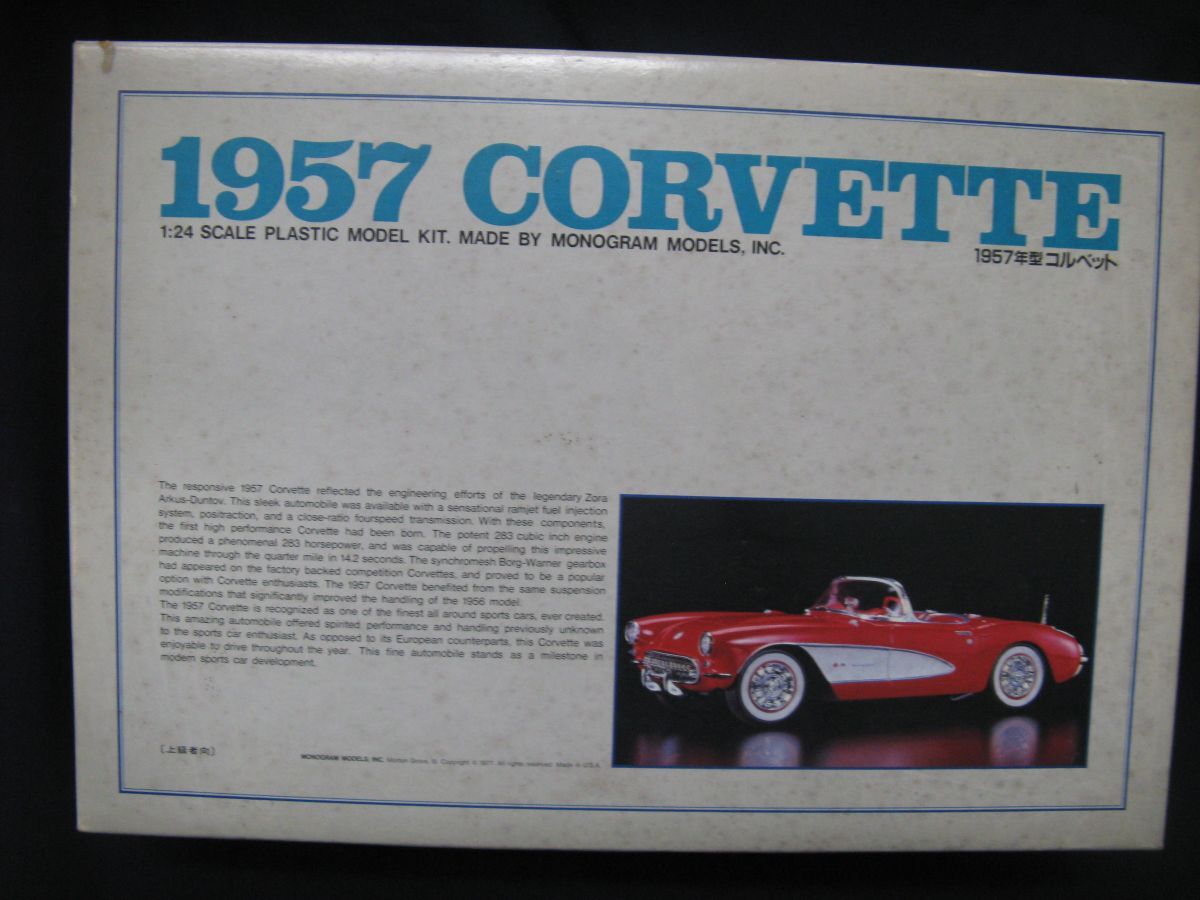 1957 CORVETTE
1:24 SCALE PLASTIC MODEL KIT. MADE BY MONOGRAM MODELS, INC.
1957年型コルベット
The responsive 1957 Corvette reflected the engineering efforts of the legendary Zora
Arkus-Duntov. This sleek automobile was available with a sensational ramjet fuel injection
system, positraction, and a close-ratio fourspeed transmission. With these components,
the first high performance Corvette had been born. The potent 283 cubic inch engine
produced a phenomenal 283 horsepower, and was capable of propelling this impressive
machine through the quarter mile in 14.2 seconds. The synchromesh Borg-Warner gearbox
had appeared on the factory backed competition Corvettes, and proved to be a popular
option with Corvette enthusiasts. The 1957 Corvette benefited from the same suspension
modifications that significantly improved the handling of the 1956 model.
The 1957 Corvette is recognized as one of the finest all around sports cars, ever created.
This amazing automobile offered spirited performance and handling previously unknown
to the sports car enthusiast. As opposed to its European counterparts, this Corvette was
enjoyable to drive throughout the year. This fine automobile stands as a milestone in
modern sports car development.
[上級者向]
MONOGRAM MODELS, INC. Morton Grove, Ill. Copyright © 1977. All rights reserved. Made in U.S.A.